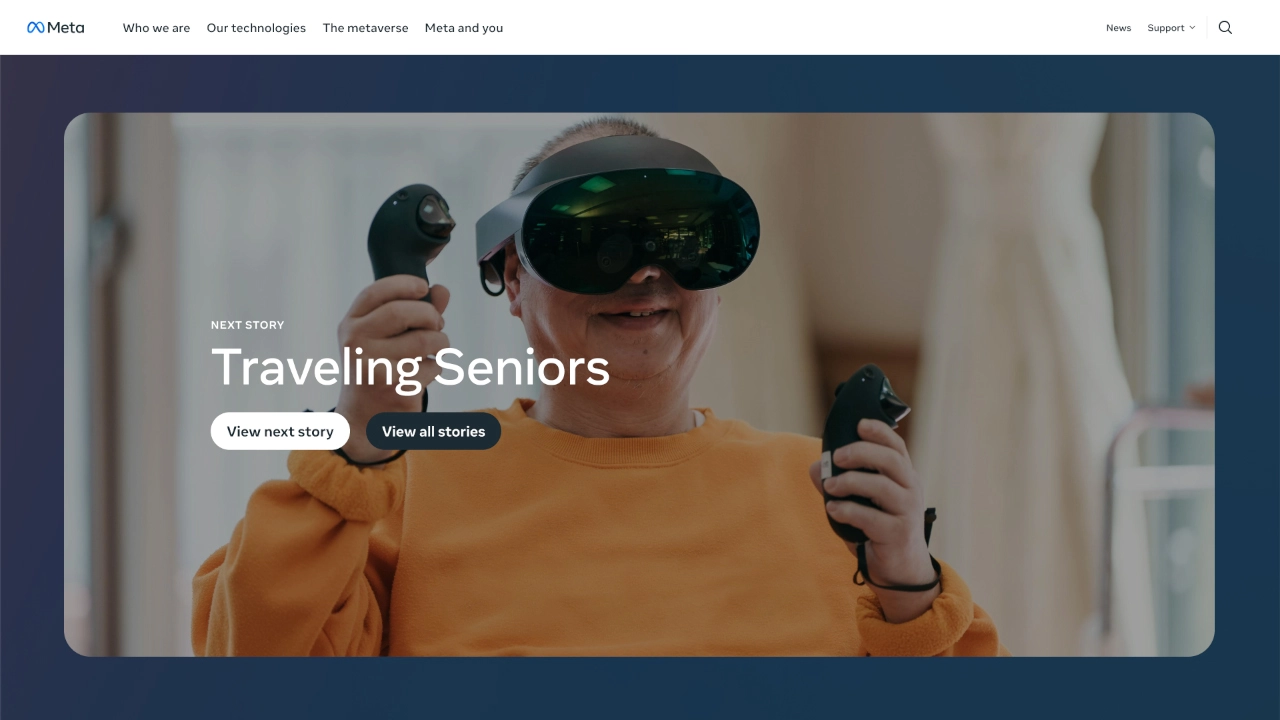 Meta
Who we are
Our technologies
The metaverse
Meta and you
News
Support
NEXT STORY
Traveling Seniors
View next story
View all stories